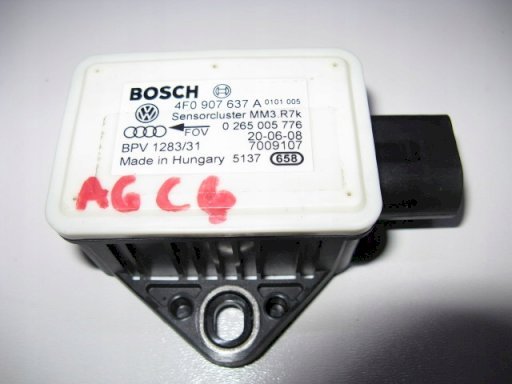 BOSCH
4F0 907 637 A 0101 005
Sensorcluster MM3.R7k
FOV 0 265 005 776
20-06-08
BPV 1283/31 7009107
Made in Hungary 5137 658
AG C4